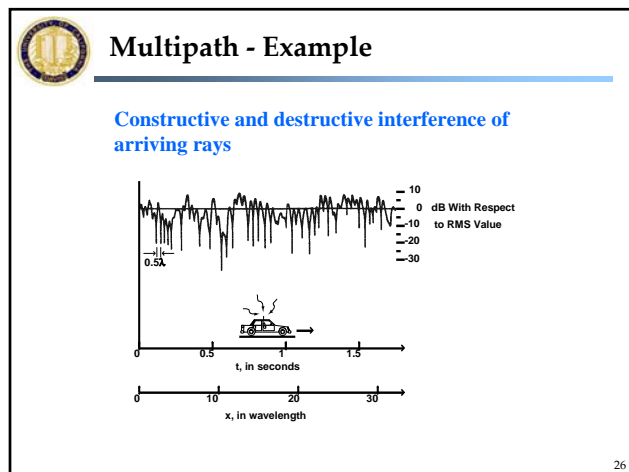 Multipath - Example
Constructive and destructive interference of
arriving rays
10
0 dB With Respect
-10 to RMS Value
-20
-30
0.5λ
0 0.5 1 1.5
t, in seconds
0 10 20 30
x, in wavelength
26